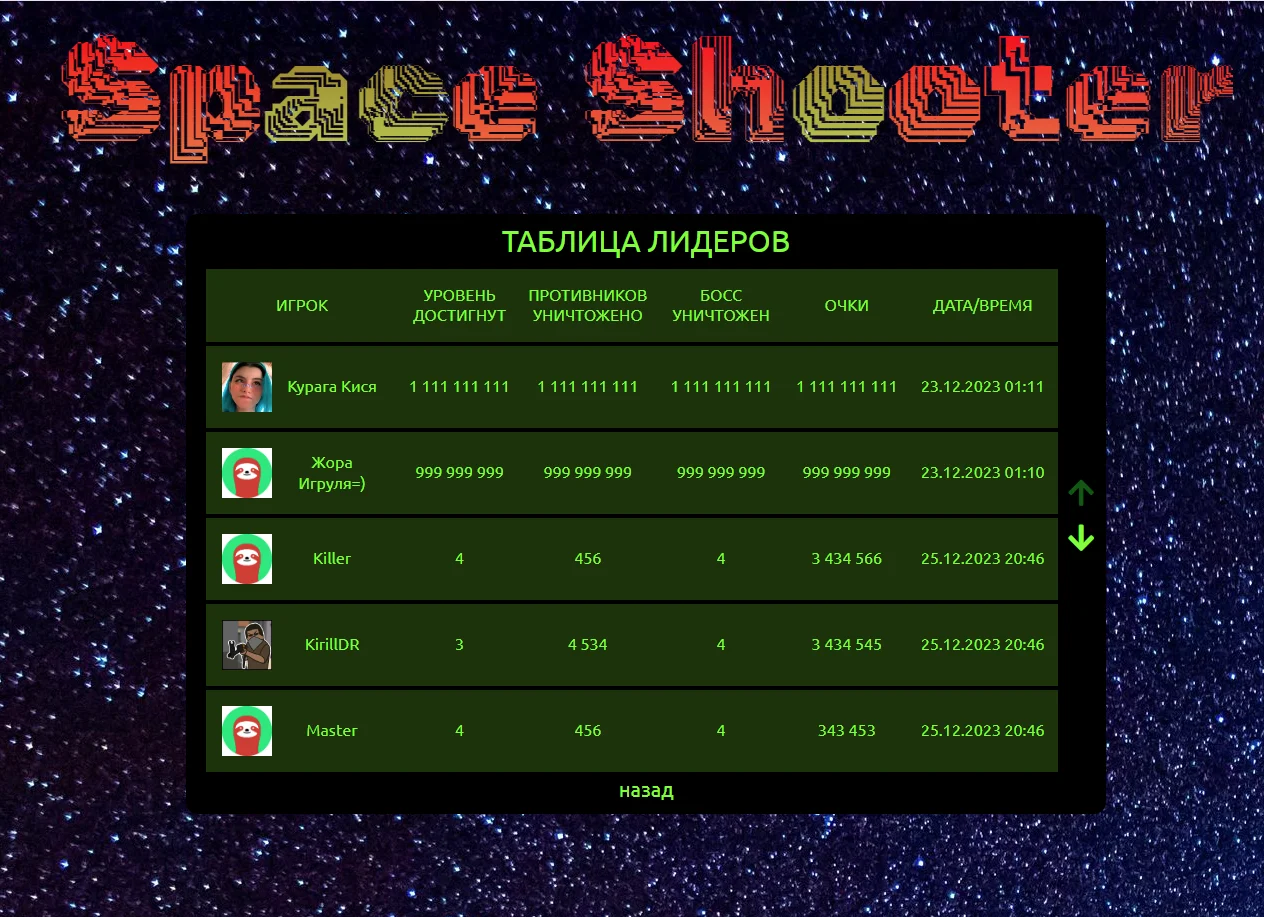 Space Shooter
ТАБЛИЦА ЛИДЕРОВ
ИГРОК УРОВЕНЬ ДОСТИГНУТ ПРОТИВНИКОВ УНИЧТОЖЕНО БОСС УНИЧТОЖЕН ОЧКИ ДАТА/ВРЕМЯ
Курага Кися 1 111 111 111 1 111 111 111 1 111 111 111 1 111 111 111 23.12.2023 01:11
Жора Игруля=) 999 999 999 999 999 999 999 999 999 999 999 999 23.12.2023 01:10
Killer 4 456 4 3 434 566 25.12.2023 20:46
KirillDR 3 4 534 4 3 434 545 25.12.2023 20:46
Master 4 456 4 343 453 25.12.2023 20:46
назад